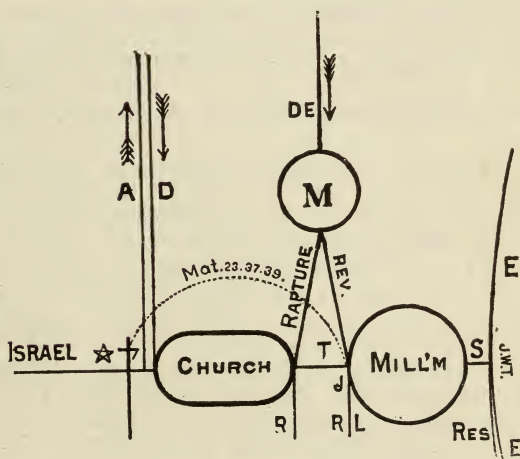 DE
A D
M
Mat.23.37.39.
RAPTURE
REV.
E
ISRAEL
CHURCH
T
MILL'M
S
J.W.T.
J
R
R L
RES
E